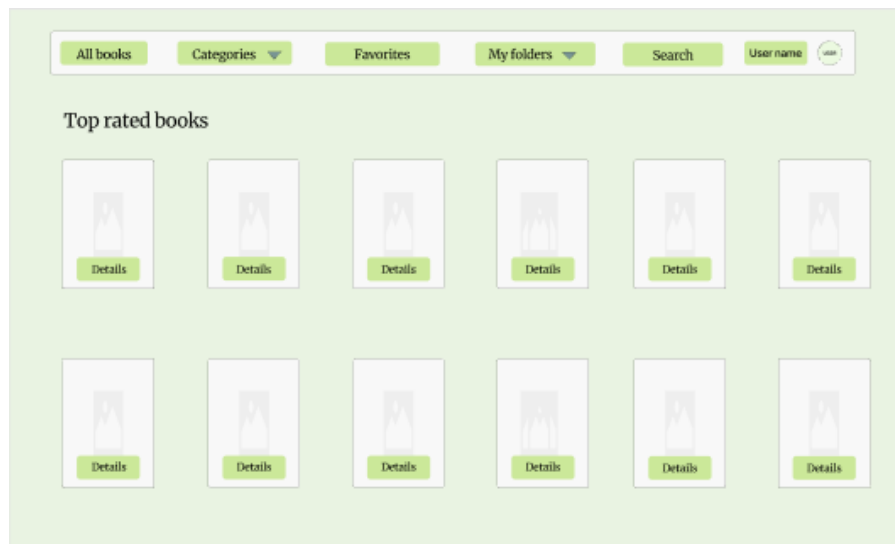 All books Categories Favorites My folders Search User name USER
Top rated books
Details Details Details Details Details Details
Details Details Details Details Details Details